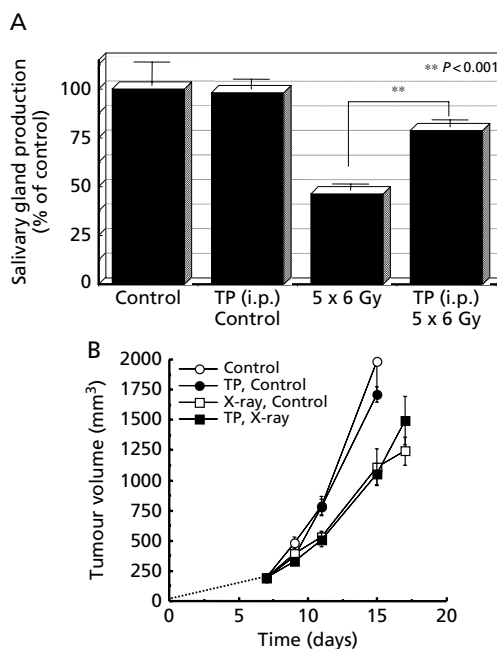 A
** P < 0.001
**
Salivary gland production
(% of control)
100
75
50
25
0
Control
TP (i.p.)
Control
5 x 6 Gy
TP (i.p.)
5 x 6 Gy
B
Tumour volume (mm³)
2000
1750
1500
1250
1000
750
500
250
0
Control
TP, Control
X-ray, Control
TP, X-ray
0 5 10 15 20
Time (days)